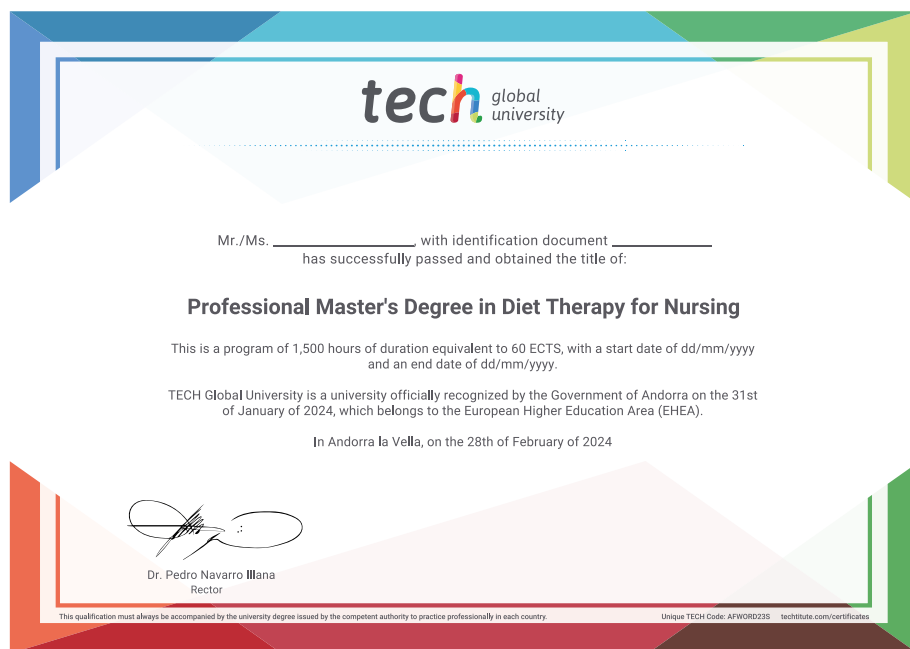 tech global
university
Mr./Ms. ____________, with identification document ____________
has successfully passed and obtained the title of:
Professional Master's Degree in Diet Therapy for Nursing
This is a program of 1,500 hours of duration equivalent to 60 ECTS, with a start date of dd/mm/yyyy
and an end date of dd/mm/yyyy.
TECH Global University is a university officially recognized by the Government of Andorra on the 31st
of January of 2024, which belongs to the European Higher Education Area (EHEA).
In Andorra la Vella, on the 28th of February of 2024
Dr. Pedro Navarro Illana
Rector
This qualification must always be accompanied by the university degree issued by the competent authority to practice professionally in each country.
Unique TECH Code: AFWORD23S techtitute.com/certificates